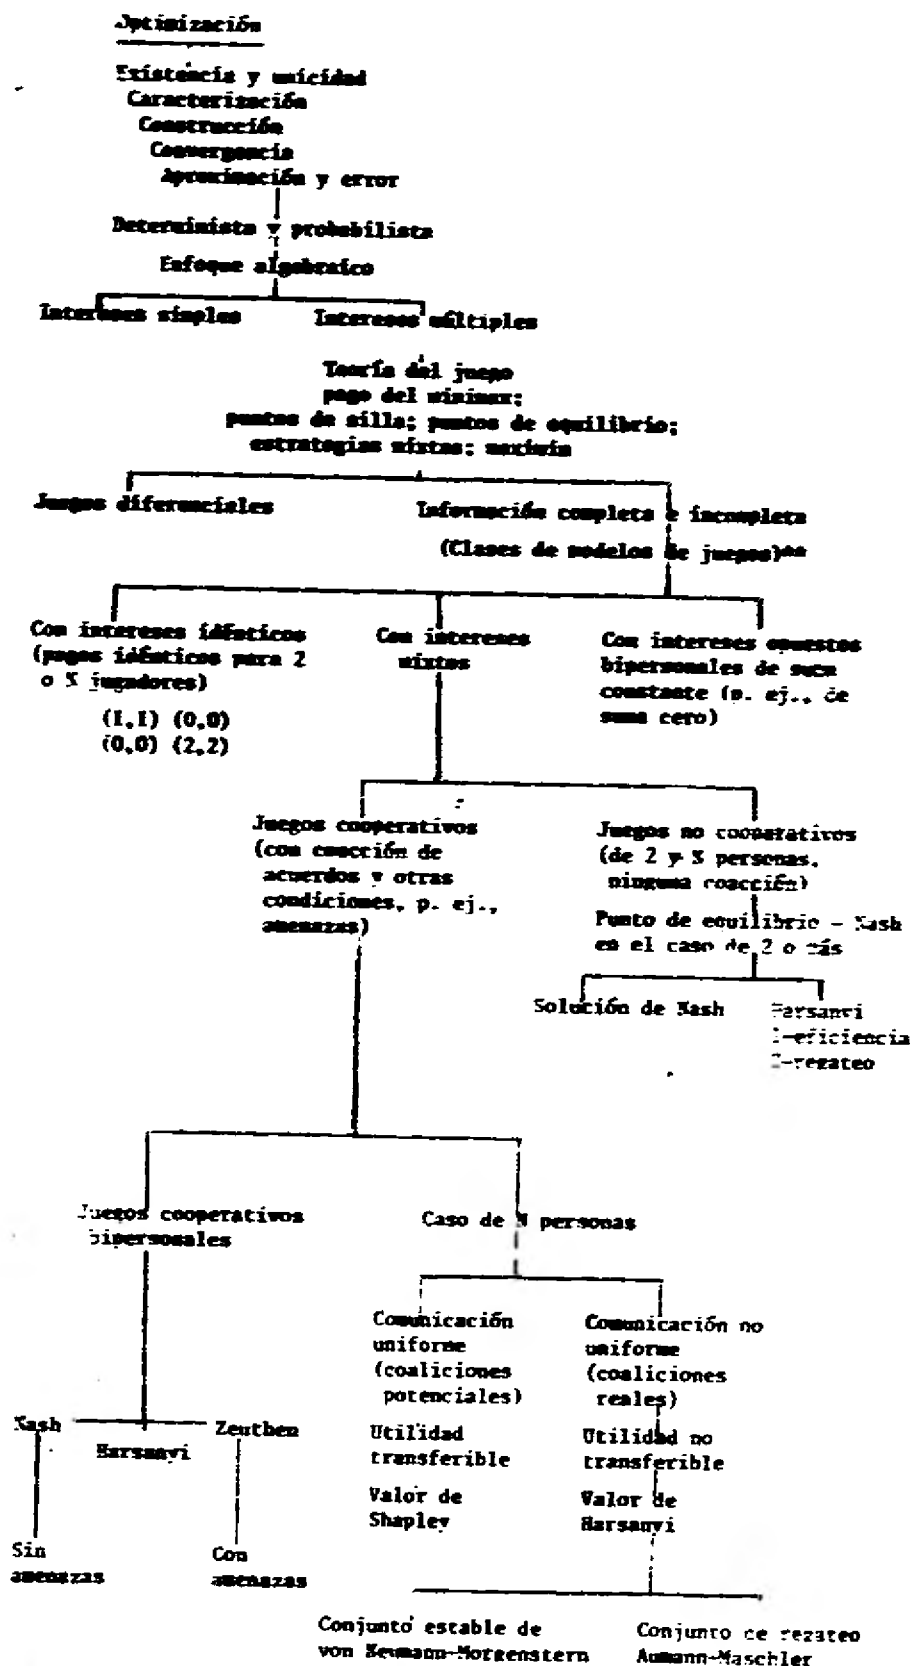 Optimización
Existencia y unicidad
Caracterización
Construcción
Convergencia
Aproximación y error
Determinista y probabilista
Enfoque algebraico
Intereses simples
Intereses múltiples
Teoría del juego
pago del minimax;
puntos de silla; puntos de equilibrio;
estrategias mixtas; maximin
Juegos diferenciales
Información completa e incompleta
(Clases de modelos de juegos)**
Con intereses idénticos
(pagos idénticos para 2
o N jugadores)
(1,1) (0,0)
(0,0) (2,2)
Con intereses
mixtos
Con intereses opuestos
bipersonales de suma
constante (p. ej., de
suma cero)
Juegos cooperativos
(con coacción de
acuerdos y otras
condiciones, p. ej.,
amenazas)
Juegos no cooperativos
(de 2 y N personas,
ninguna coacción)
Punto de equilibrio - Nash
en el caso de 2 o más
Solución de Nash
Harsanyi
-eficiencia
-regateo
Juegos cooperativos
bipersonales
Caso de N personas
Comunicación
uniforme
(coaliciones
potenciales)
Utilidad
transferible
Valor de
Shapley
Comunicación no
uniforme
(coaliciones
reales)
Utilidad no
transferible
Valor de
Harsanyi
Nash
Harsanyi
Zeuthen
Sin
amenazas
Con
amenazas
Conjunto estable de
von Neumann-Morgenstern
Conjunto de regateo
Aumann-Maschler